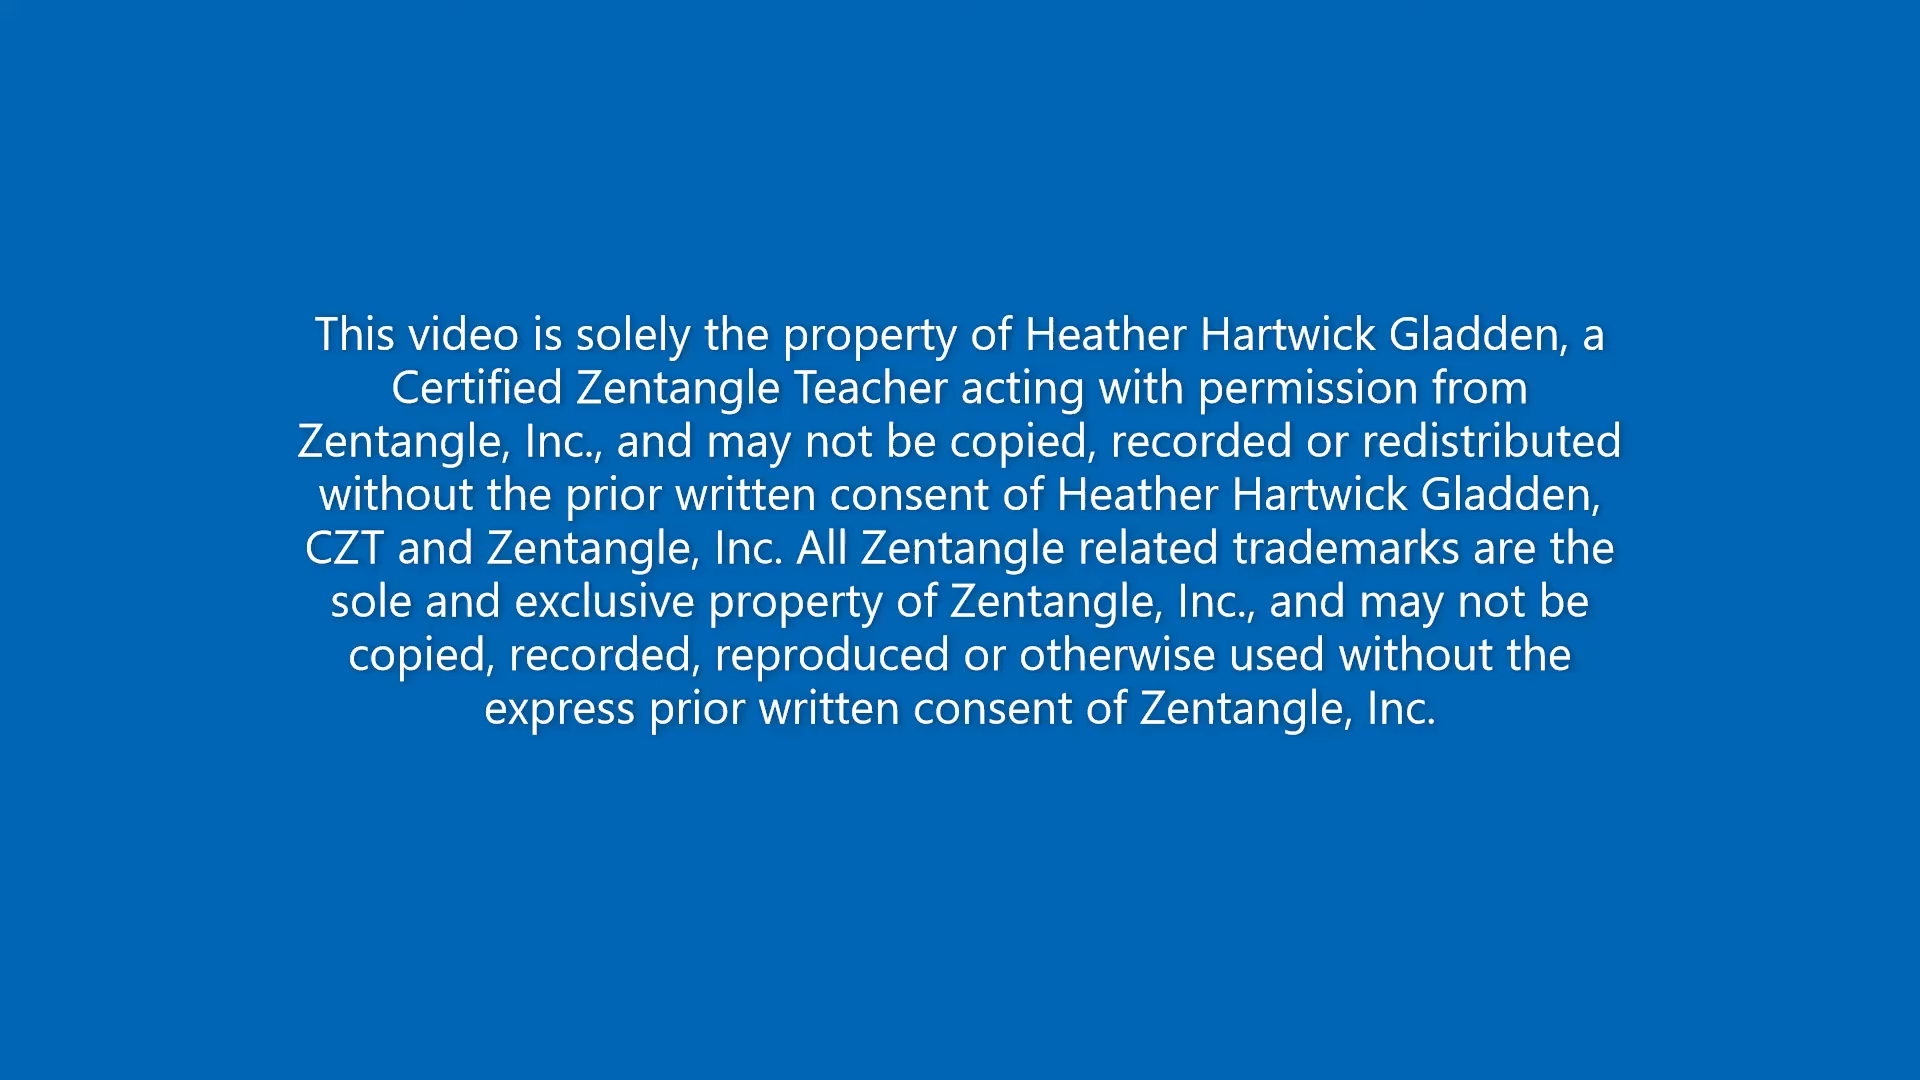 This video is solely the property of Heather Hartwick Gladden, a
Certified Zentangle Teacher acting with permission from
Zentangle, Inc., and may not be copied, recorded or redistributed
without the prior written consent of Heather Hartwick Gladden,
CZT and Zentangle, Inc. All Zentangle related trademarks are the
sole and exclusive property of Zentangle, Inc., and may not be
copied, recorded, reproduced or otherwise used without the
express prior written consent of Zentangle, Inc.